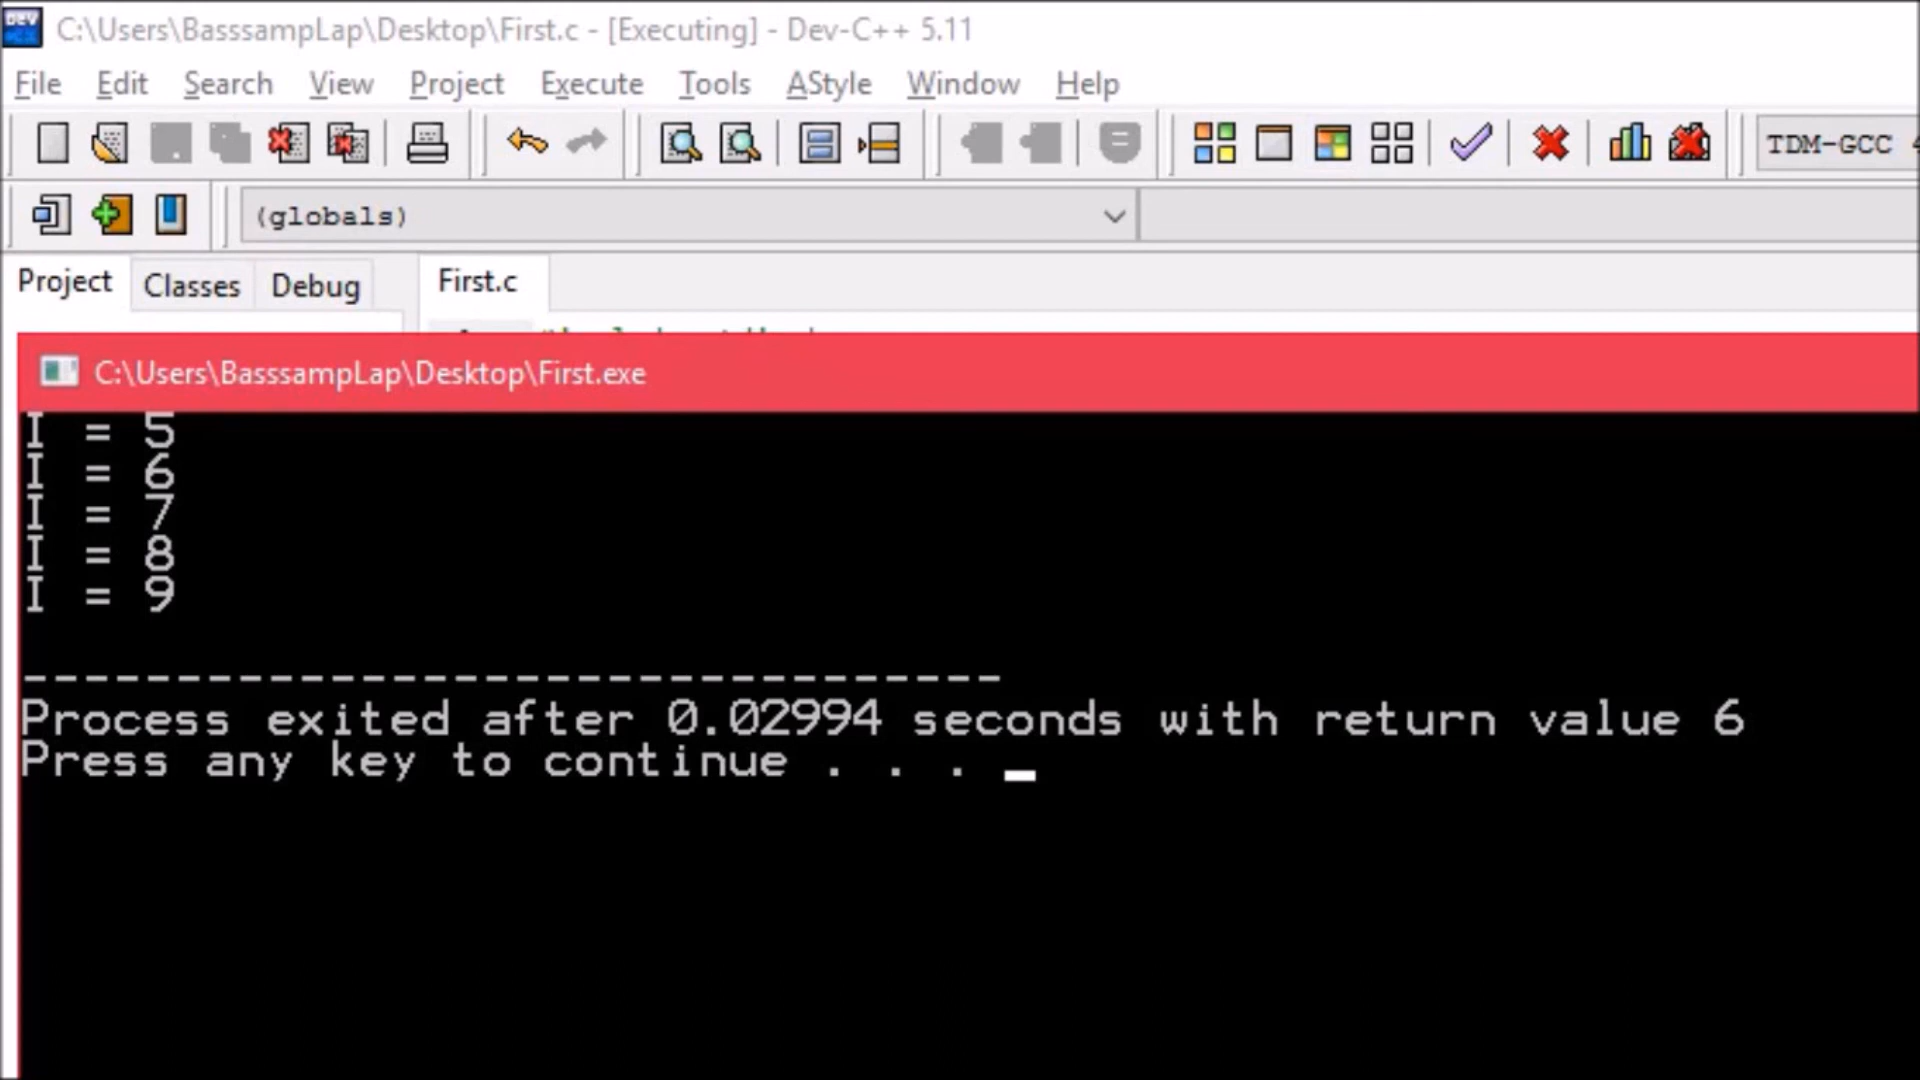 DEV
C:\Users\BasssampLap\Desktop\First.c - [Executing] - Dev-C++ 5.11
File Edit Search View Project Execute Tools AStyle Window Help
TDM-GCC
(globals)
Project Classes Debug First.c
C:\Users\BasssampLap\Desktop\First.exe
I = 5
I = 6
I = 7
I = 8
I = 9
--------------------------------
Process exited after 0.02994 seconds with return value 6
Press any key to continue . . . _